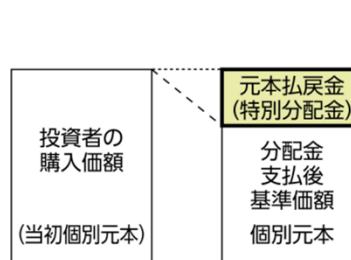 投資者の
購入価額
(当初個別元本)
元本払戻金
(特別分配金)
分配金
支払後
基準価額
個別元本